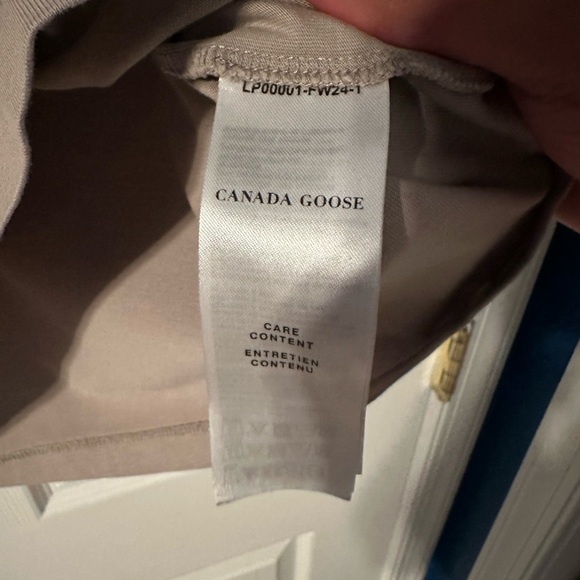 LP00001-FW24-1
CANADA GOOSE
CARE
CONTENT
ENTRETIEN
CONTENU